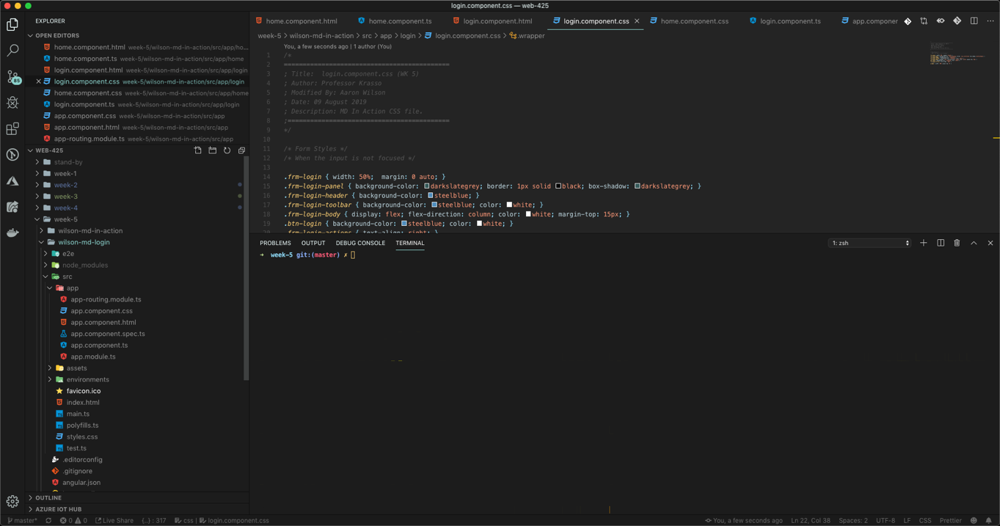 login.component.css — web-425
EXPLORER
OPEN EDITORS
home.component.html week-5/wilson-md-in-action/src/app/ho...
home.component.ts week-5/wilson-md-in-action/src/app/home
login.component.html week-5/wilson-md-in-action/src/app/login
login.component.css week-5/wilson-md-in-action/src/app/login
home.component.css week-5/wilson-md-in-action/src/app/home
login.component.ts week-5/wilson-md-in-action/src/app/login
app.component.css week-5/wilson-md-in-action/src/app
app.component.html week-5/wilson-md-in-action/src/app
app-routing.module.ts week-5/wilson-md-in-action/src/app
85
WEB-425
stand-by
week-1
week-2
week-3
week-4
week-5
wilson-md-in-action
wilson-md-login
e2e
node_modules
src
app
app-routing.module.ts
app.component.css
app.component.html
app.component.spec.ts
app.component.ts
app.module.ts
assets
environments
favicon.ico
index.html
main.ts
polyfills.ts
styles.css
test.ts
.editorconfig
.gitignore
angular.json
OUTLINE
AZURE IOT HUB
home.component.html home.component.ts login.component.html login.component.css home.component.css login.component.ts app.componer
week-5 > wilson-md-in-action > src > app > login > login.component.css > .wrapper
You, a few seconds ago | 1 author (You)
1 /*
2 ============================================
3 ; Title:  login.component.css (WK 5)
4 ; Author: Professor Krasso
5 ; Modified By: Aaron Wilson
6 ; Date: 09 August 2019
7 ; Description: MD In Action CSS file.
8 ;===========================================
9 */
10
11 /* Form Styles */
12 /* When the input is not focused */
13
14 .frm-login { width: 50%;  margin: 0 auto; }
15 .frm-login-panel { background-color: darkslategrey; border: 1px solid black; box-shadow: darkslategrey; }
16 .frm-login-header { background-color: steelblue; }
17 .frm-login-toolbar { background-color: steelblue; color: white; }
18 .frm-login-body { display: flex; flex-direction: column; color: white; margin-top: 15px; }
19 .btn-login { background-color: steelblue; color: white; }
20 .frm-login-actions { text-align: right; }
PROBLEMS OUTPUT DEBUG CONSOLE TERMINAL 1: zsh
→ week-5 git:(master) ✗
master* 0 0 Live Share {..} : 317 css | login.component.css You, a few seconds ago Ln 22, Col 38 Spaces: 2 UTF-8 LF CSS Prettier